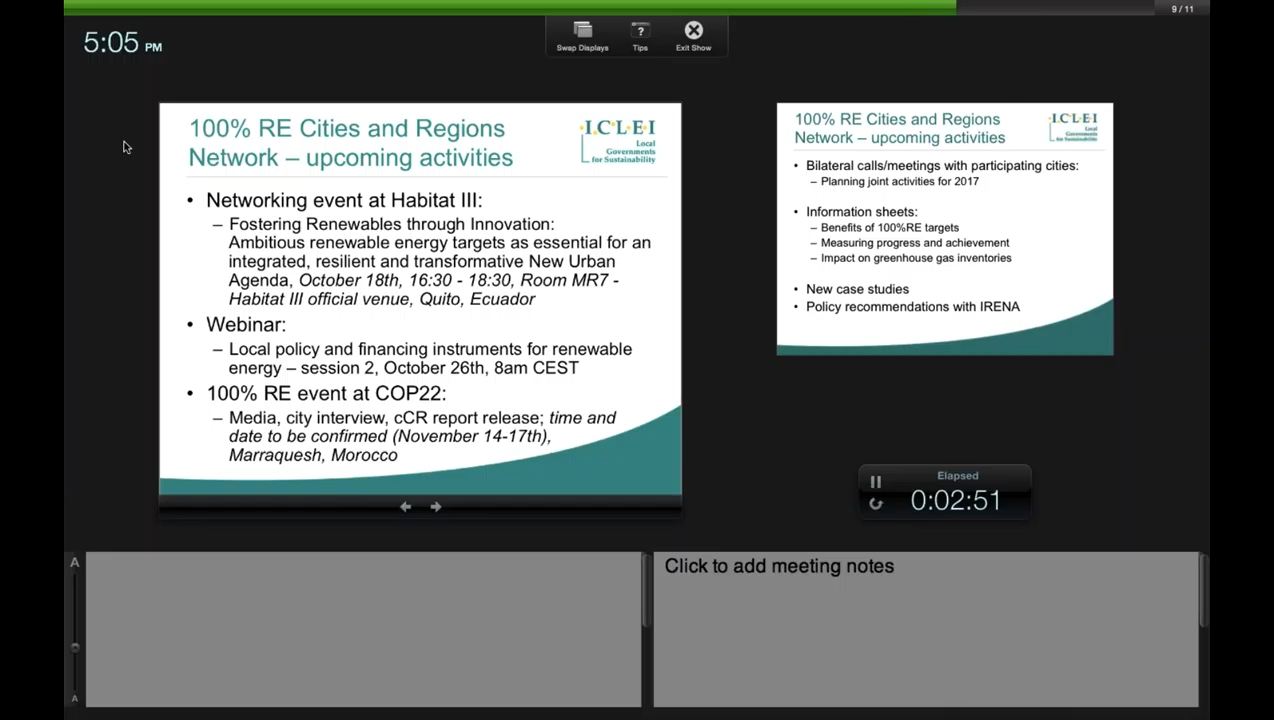 9 / 11
5:05 PM
?
Swap Displays
Tips
Exit Show
100% RE Cities and Regions
Network – upcoming activities
I.C.L.E.I
Local
Governments
for Sustainability
• Networking event at Habitat III:
– Fostering Renewables through Innovation:
Ambitious renewable energy targets as essential for an
integrated, resilient and transformative New Urban
Agenda, October 18th, 16:30 - 18:30, Room MR7 -
Habitat III official venue, Quito, Ecuador
• Webinar:
– Local policy and financing instruments for renewable
energy – session 2, October 26th, 8am CEST
• 100% RE event at COP22:
– Media, city interview, cCR report release; time and
date to be confirmed (November 14-17th),
Marraquesh, Morocco
100% RE Cities and Regions
Network – upcoming activities
I.C.L.E.I
Local
Governments
for Sustainability
• Bilateral calls/meetings with participating cities:
– Planning joint activities for 2017
• Information sheets:
– Benefits of 100%RE targets
– Measuring progress and achievement
– Impact on greenhouse gas inventories
• New case studies
• Policy recommendations with IRENA
Elapsed
0:02:51
A
A
Click to add meeting notes